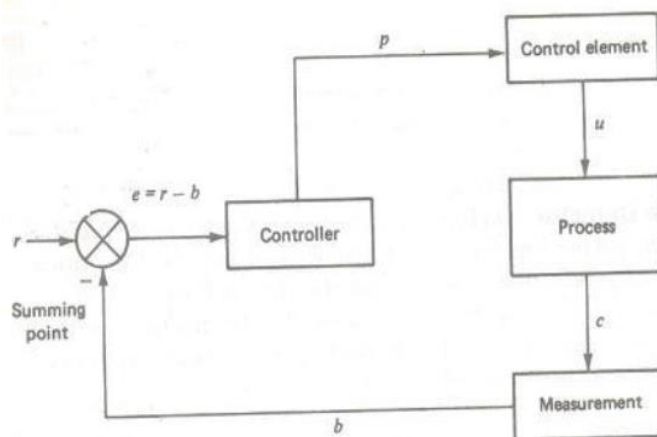 p
Control element
u
e = r − b
r
Controller
Process
−
Summing
point
c
Measurement
b